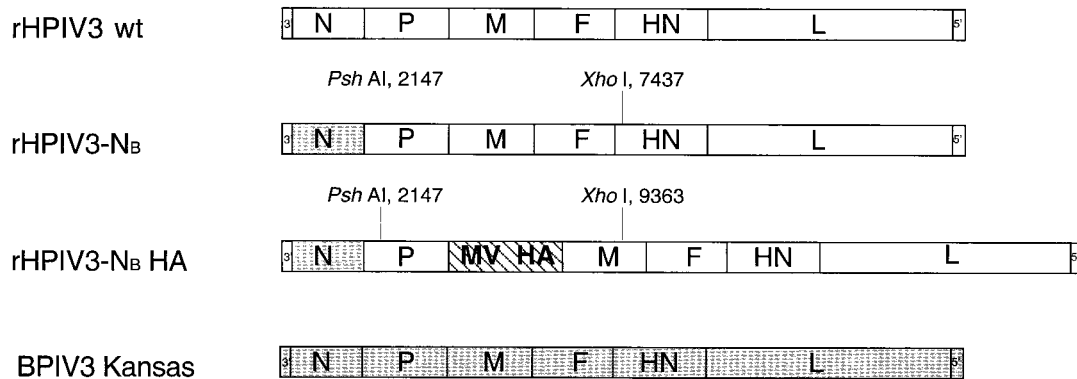 rHPIV3 wt 3' N P M F HN L 5'
Psh AI, 2147 Xho I, 7437
rHPIV3-NB 3' N P M F HN L 5'
Psh AI, 2147 Xho I, 9363
rHPIV3-NB HA 3' N P MV HA M F HN L 5'
BPIV3 Kansas 3' N P M F HN L 5'